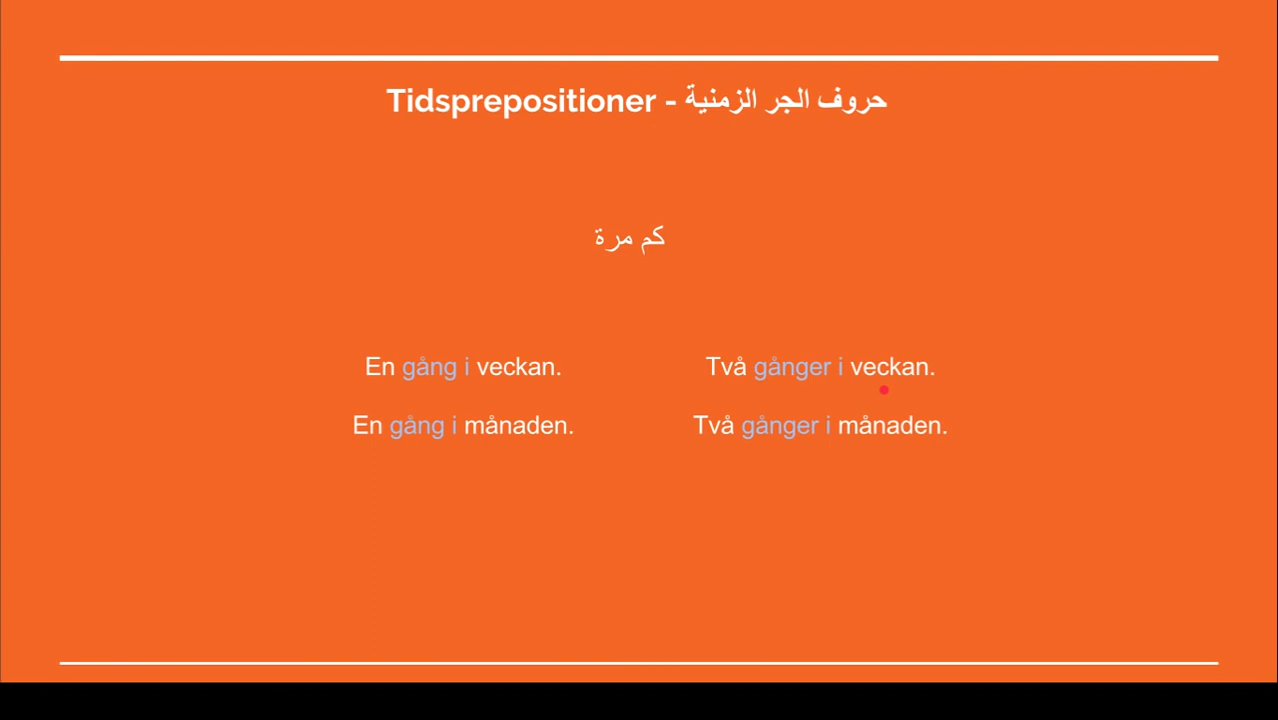 Tidsprepositioner - حروف الجر الزمنية
كم مرة
En gång i veckan.
Två gånger i veckan.
En gång i månaden.
Två gånger i månaden.